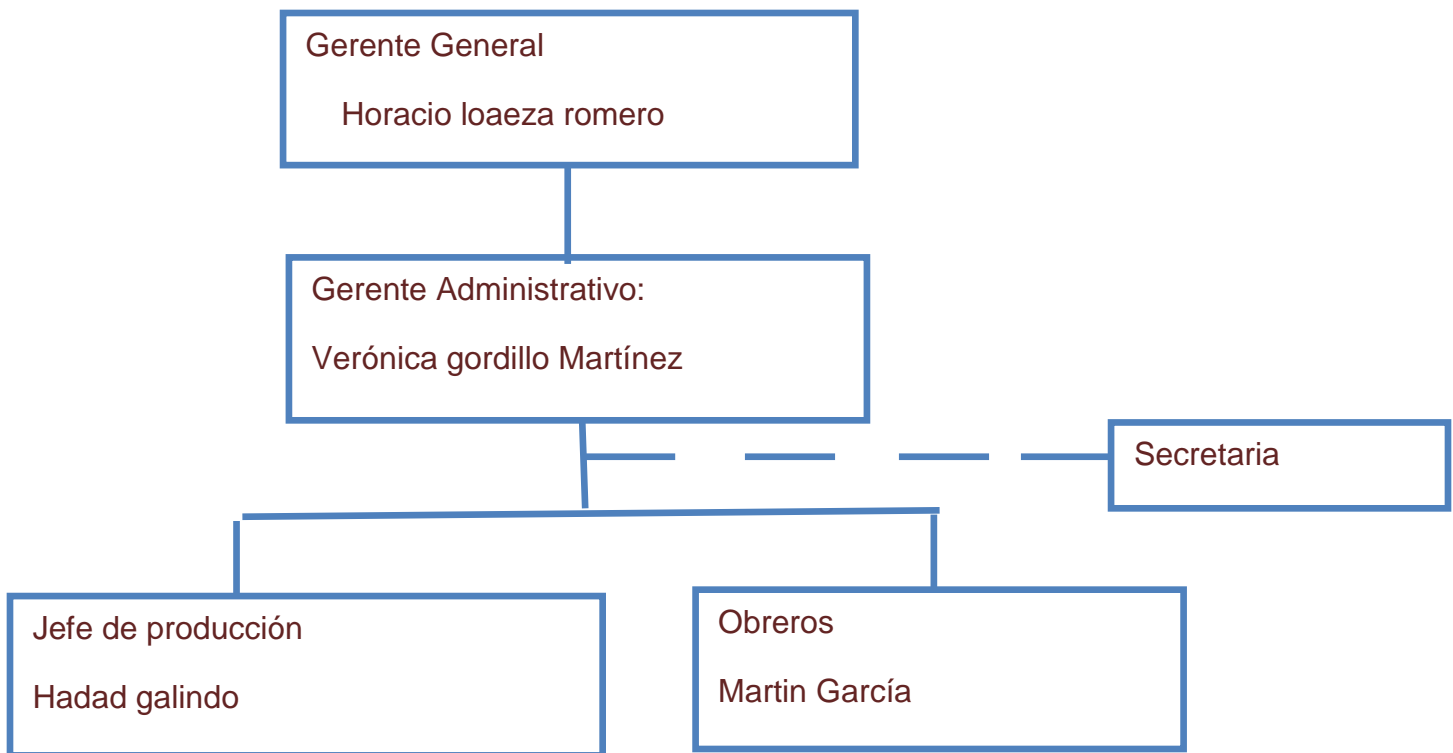 Gerente General
Horacio loaeza romero
Gerente Administrativo:
Verónica gordillo Martínez
Secretaria
Jefe de producción
Hadad galindo
Obreros
Martin García